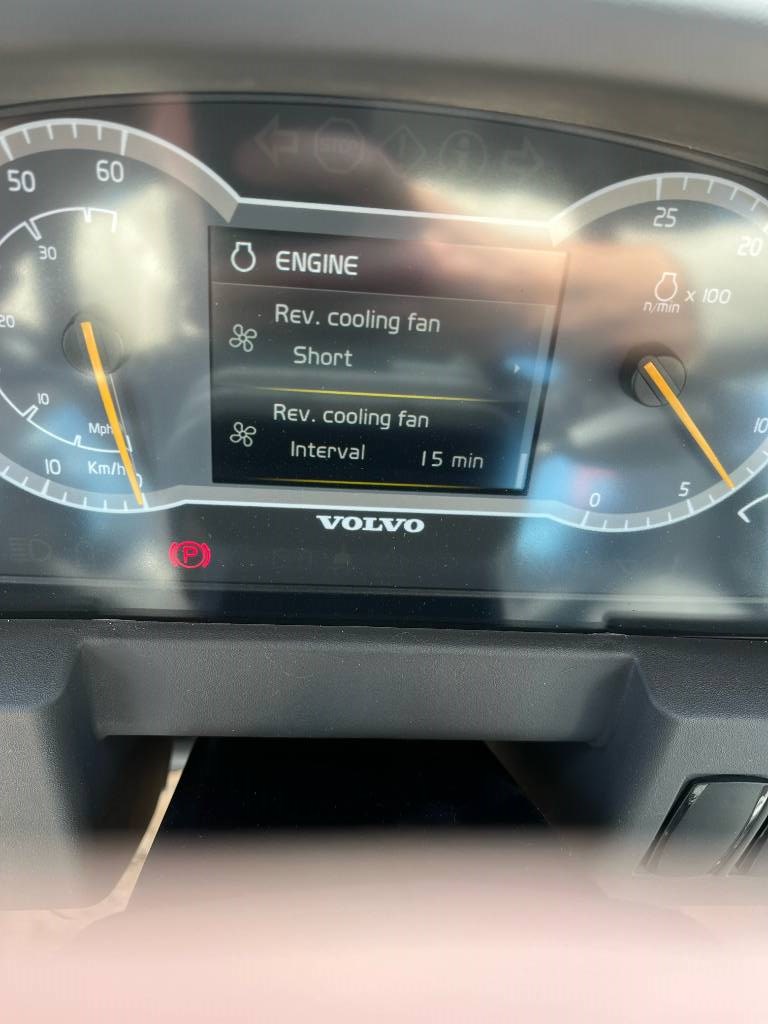 STOP
50
60
30
20
10
Mph
10
Km/h
ENGINE
Rev. cooling fan
Short
Rev. cooling fan
Interval 15 min
25
20
n/min x 100
10
5
0
VOLVO
P